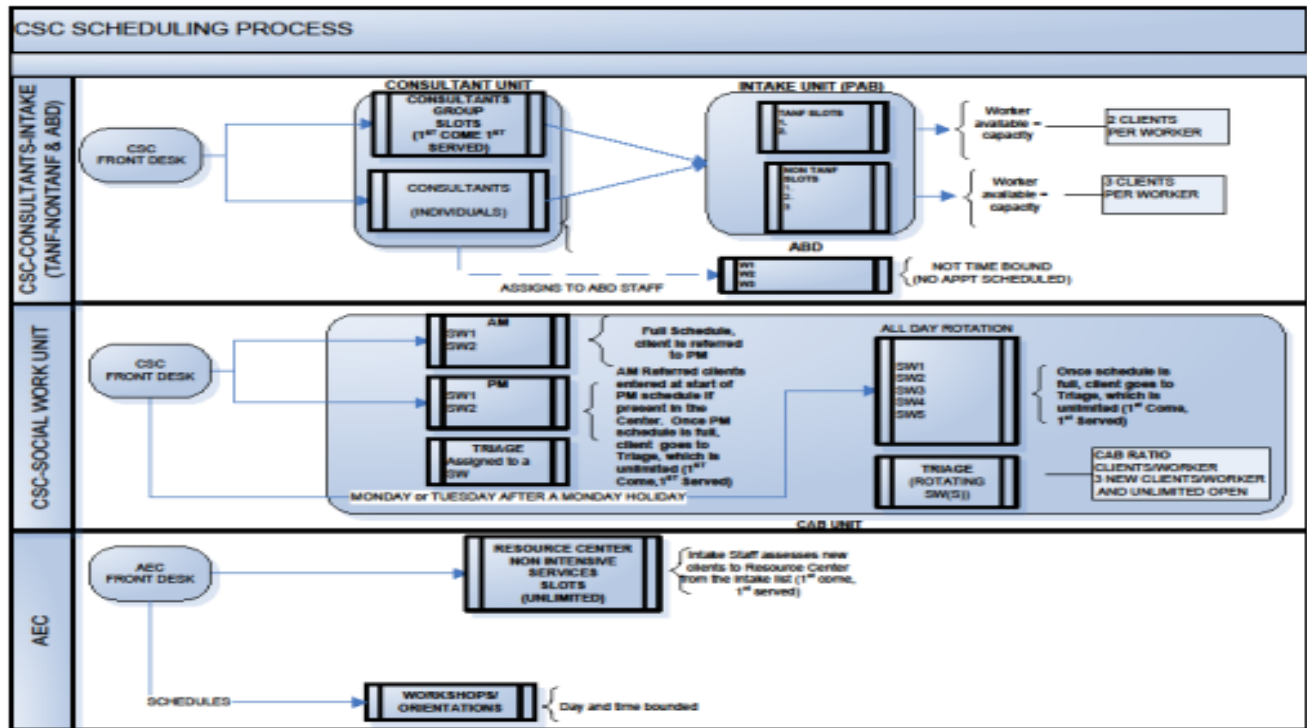 CSC SCHEDULING PROCESS
CSC-CONSULTANTS-INTAKE
(TANF-NONTANF & ABD)
CSC
FRONT DESK
CONSULTANT UNIT
CONSULTANTS
GROUP
SLOTS
(1ST COME 1ST
SERVED)
CONSULTANTS
(INDIVIDUALS)
INTAKE UNIT (PAB)
TANF SLOTS
1.
2.
Worker
available =
capacity
2 CLIENTS
PER WORKER
NON TANF
SLOTS
1.
2.
3
Worker
available =
capacity
3 CLIENTS
PER WORKER
ASSIGNS TO ABD STAFF
ABD
W1
W2
W3
NOT TIME BOUND
(NO APPT SCHEDULED)
CSC-SOCIAL WORK UNIT
CSC
FRONT DESK
AM
SW1
SW2
Full Schedule,
client is referred
to PM
PM
SW1
SW2
AM Referred clients
entered at start of
PM schedule if
present in the
Center. Once PM
schedule is full,
client goes to
Triage, which is
unlimited (1ST
Come,1ST Served)
TRIAGE
Assigned to a
SW
MONDAY or TUESDAY AFTER A MONDAY HOLIDAY
ALL DAY ROTATION
SW1
SW2
SW3
SW4
SW5
Once schedule is
full, client goes to
Triage, which is
unlimited (1st Come,
1st Served)
TRIAGE
(ROTATING
SW(S))
CAB RATIO
CLIENTS/WORKER
3 NEW CLIENTS/WORKER
AND UNLIMITED OPEN
CAB UNIT
AEC
AEC
FRONT DESK
RESOURCE CENTER
NON INTENSIVE
SERVICES
SLOTS
(UNLIMITED)
Intake Staff assesses new
clients to Resource Center
from the intake list (1st come,
1st served)
SCHEDULES
WORKSHOPS/
ORIENTATIONS
Day and time bounded